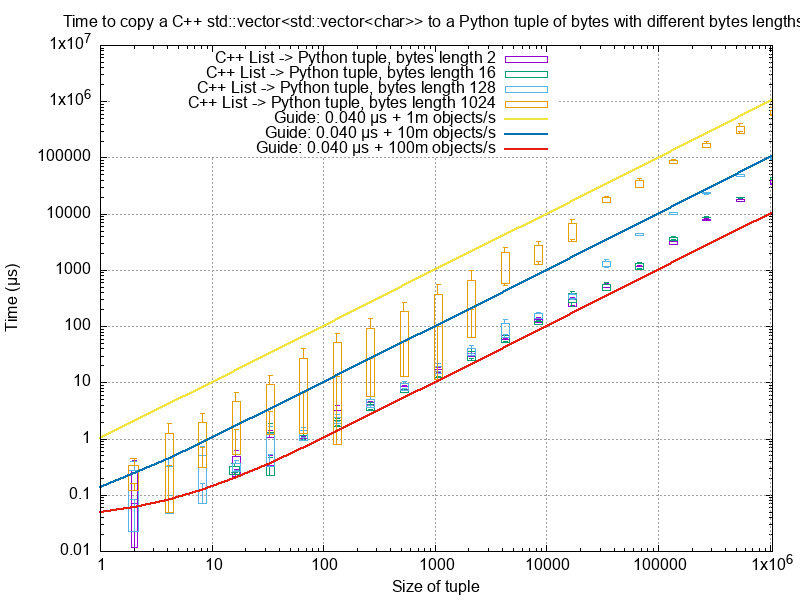 Time to copy a C++ std::vector<std::vector<char>> to a Python tuple of bytes with different bytes lengths
1x10^7
1x10^6
100000
10000
1000
100
10
1
0.1
0.01
Time (µs)
C++ List -> Python tuple, bytes length 2
C++ List -> Python tuple, bytes length 16
C++ List -> Python tuple, bytes length 128
C++ List -> Python tuple, bytes length 1024
Guide: 0.040 µs + 1m objects/s
Guide: 0.040 µs + 10m objects/s
Guide: 0.040 µs + 100m objects/s
1
10
100
1000
10000
100000
1x10^6
Size of tuple